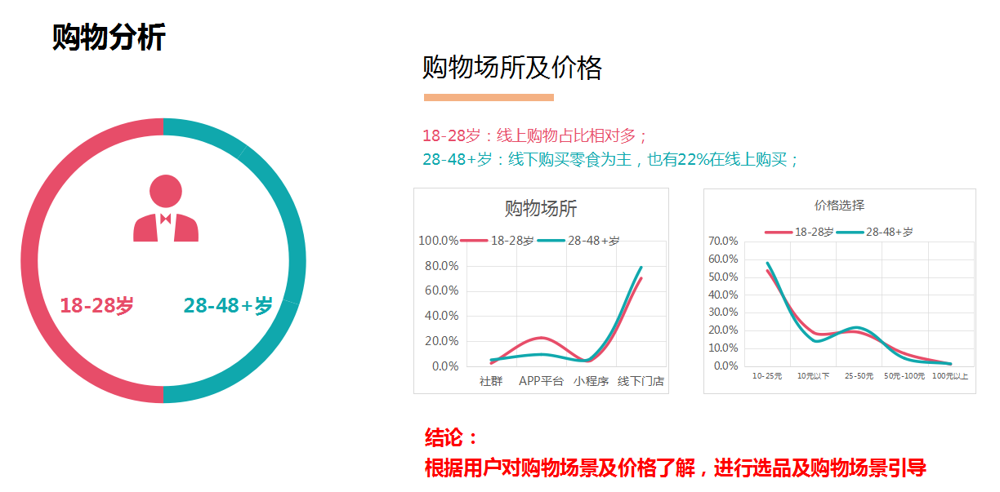 购物分析
购物场所及价格
18-28岁：线上购物占比相对多；
28-48+岁：线下购买零食为主，也有22%在线上购买；
18-28岁
28-48+岁
购物场所
18-28岁
28-48+岁
100.0%
80.0%
60.0%
40.0%
20.0%
0.0%
社群
APP平台
小程序
线下门店
价格选择
18-28岁
28-48+岁
70.0%
60.0%
50.0%
40.0%
30.0%
20.0%
10.0%
0.0%
10-25元
10元以下
25-50元
50元-100元
100元以上
结论：
根据用户对购物场景及价格了解，进行选品及购物场景引导